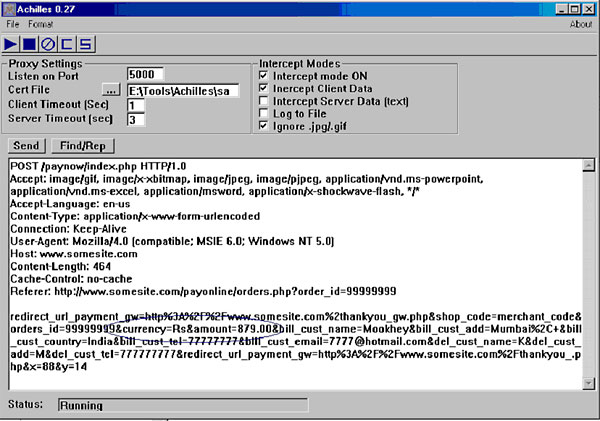 Achilles 0.27
File Format About
Proxy Settings
Listen on Port 5000
Cert File ... E:\Tools\Achilles\sa
Client Timeout (Sec) 1
Server Timeout (sec) 3
Intercept Modes
Intercept mode ON
Inercept Client Data
Intercept Server Data (text)
Log to File
Ignore .jpg/.gif
Send Find/Rep
POST /paynow/index.php HTTP/1.0
Accept: image/gif, image/x-xbitmap, image/jpeg, image/pjpeg, application/vnd.ms-powerpoint,
application/vnd.ms-excel, application/msword, application/x-shockwave-flash, */*
Accept-Language: en-us
Content-Type: application/x-www-form-urlencoded
Connection: Keep-Alive
User-Agent: Mozilla/4.0 (compatible; MSIE 6.0; Windows NT 5.0)
Host: www.somesite.com
Content-Length: 464
Cache-Control: no-cache
Referer: http://www.somesite.com/payonline/orders.php?order_id=99999999
redirect_url_payment_gw=http%3A%2F%2Fwww.somesite.com%2thankyou_gw.php&shop_code=merchant_code&
orders_id=99999999&currency=Rs&amount=879.00&bill_cust_name=Mookhey&bill_cust_add=Mumbai%2C+&bill
_cust_country=India&bill_cust_tel=77777777&bill_cust_email=7777@hotmail.com&del_cust_name=K&del_cust_
add=M&del_cust_tel=777777777&redirect_url_payment_gw=http%3A%2F%2Fwww.somesite.com%2Fthankyou_.p
hp&x=88&y=14
Status: Running